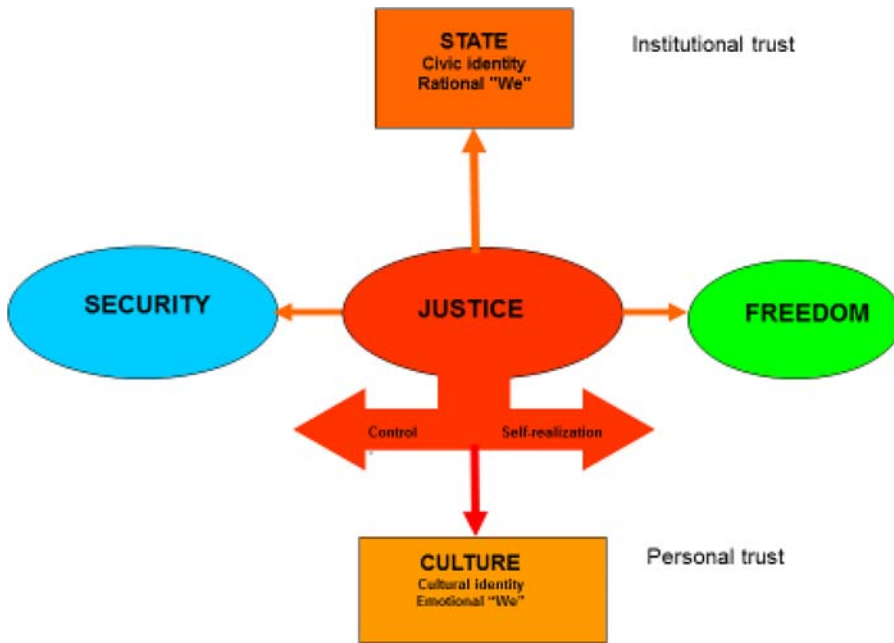 STATE
Civic identity
Rational "We"
Institutional trust
SECURITY
JUSTICE
FREEDOM
Control
Self-realization
CULTURE
Cultural identity
Emotional “We”
Personal trust